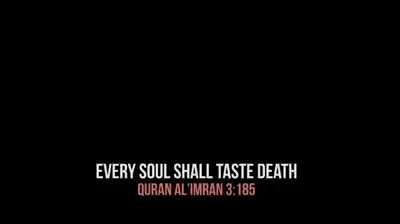 EVERY SOUL SHALL TASTE DEATH
QURAN AL'IMRAN 3:185